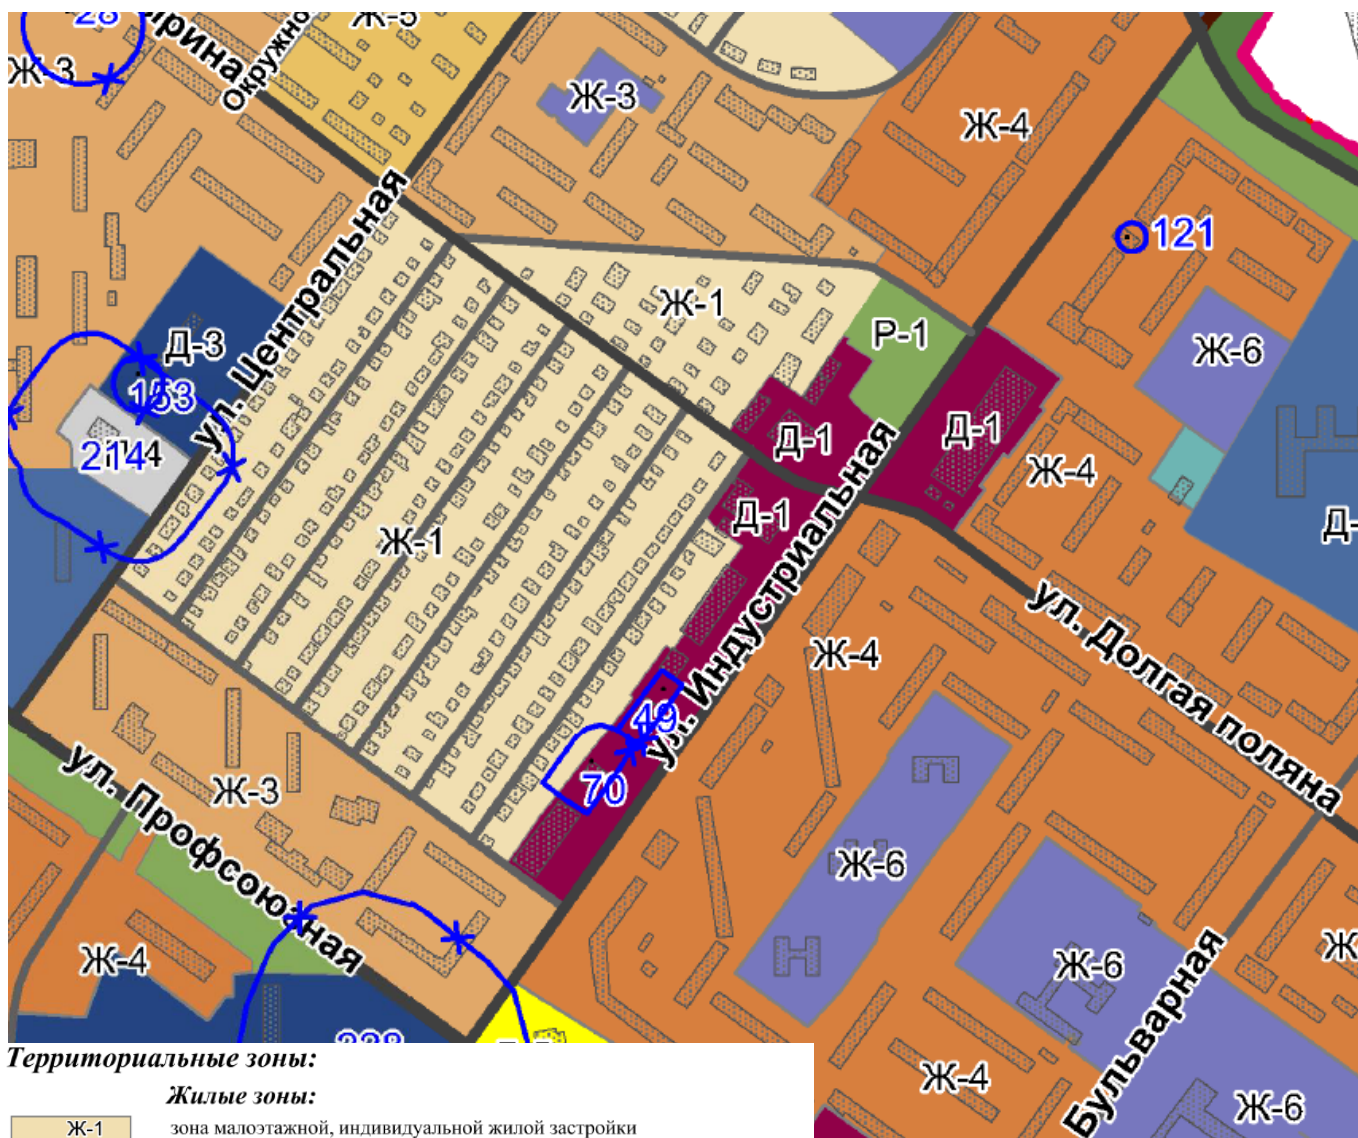 28
Ж-5
Ж-3
Окружно
Ж-3
Ж-4
121
ул. Центральная
Ж-1
Р-1
Ж-6
Д-3
153
214
Д-1
Д-1
Ж-4
Д-1
Ж-1
ул. Индустриальная
ул. Долгая поляна
Ж-4
49
70
ул. Профсоюзная
Ж-3
Ж-6
Ж-4
Ж-6
Бульварная
Ж-4
Ж-6
Территориальные зоны:
Жилые зоны:
Ж-1 зона малоэтажной, индивидуальной жилой застройки